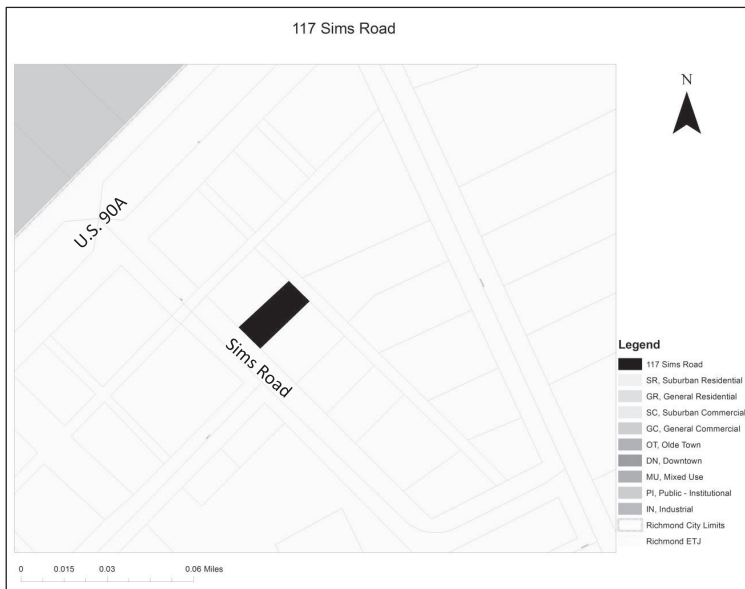 117 Sims Road
N
U.S. 90A
Sims Road
Legend
117 Sims Road
SR, Suburban Residential
GR, General Residential
SC, Suburban Commercial
GC, General Commercial
OT, Olde Town
DN, Downtown
MU, Mixed Use
PI, Public - Institutional
IN, Industrial
Richmond City Limits
Richmond ETJ
0 0.015 0.03 0.06 Miles